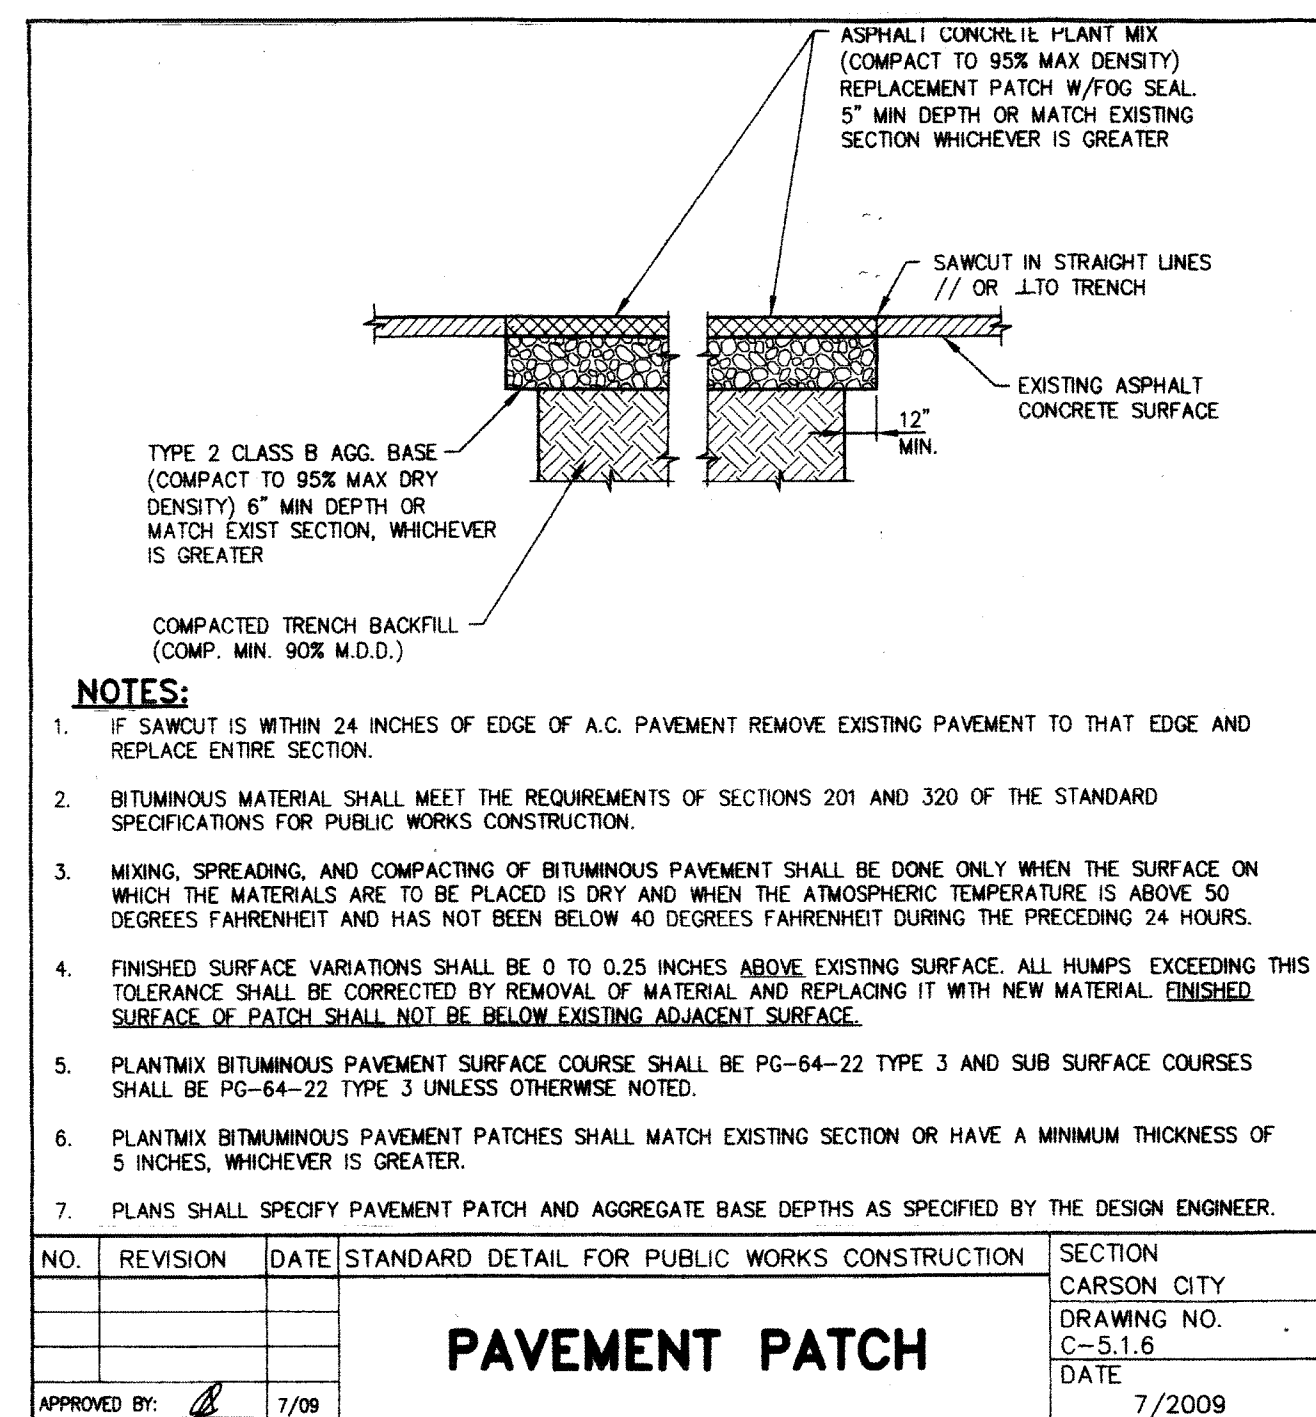 ASPHALT CONCRETE PLANT MIX
(COMPACT TO 95% MAX DENSITY)
REPLACEMENT PATCH W/FOG SEAL.
5" MIN DEPTH OR MATCH EXISTING
SECTION WHICHEVER IS GREATER
SAWCUT IN STRAIGHT LINES
// OR ⊥ TO TRENCH
EXISTING ASPHALT
CONCRETE SURFACE
12"
MIN.
TYPE 2 CLASS B AGG. BASE
(COMPACT TO 95% MAX DRY
DENSITY) 6" MIN DEPTH OR
MATCH EXIST SECTION, WHICHEVER
IS GREATER
COMPACTED TRENCH BACKFILL
(COMP. MIN. 90% M.D.D.)
NOTES:
1. IF SAWCUT IS WITHIN 24 INCHES OF EDGE OF A.C. PAVEMENT REMOVE EXISTING PAVEMENT TO THAT EDGE AND
REPLACE ENTIRE SECTION.
2. BITUMINOUS MATERIAL SHALL MEET THE REQUIREMENTS OF SECTIONS 201 AND 320 OF THE STANDARD
SPECIFICATIONS FOR PUBLIC WORKS CONSTRUCTION.
3. MIXING, SPREADING, AND COMPACTING OF BITUMINOUS PAVEMENT SHALL BE DONE ONLY WHEN THE SURFACE ON
WHICH THE MATERIALS ARE TO BE PLACED IS DRY AND WHEN THE ATMOSPHERIC TEMPERATURE IS ABOVE 50
DEGREES FAHRENHEIT AND HAS NOT BEEN BELOW 40 DEGREES FAHRENHEIT DURING THE PRECEDING 24 HOURS.
4. FINISHED SURFACE VARIATIONS SHALL BE 0 TO 0.25 INCHES ABOVE EXISTING SURFACE. ALL HUMPS EXCEEDING THIS
TOLERANCE SHALL BE CORRECTED BY REMOVAL OF MATERIAL AND REPLACING IT WITH NEW MATERIAL. FINISHED
SURFACE OF PATCH SHALL NOT BE BELOW EXISTING ADJACENT SURFACE.
5. PLANTMIX BITUMINOUS PAVEMENT SURFACE COURSE SHALL BE PG-64-22 TYPE 3 AND SUB SURFACE COURSES
SHALL BE PG-64-22 TYPE 3 UNLESS OTHERWISE NOTED.
6. PLANTMIX BITMUMINOUS PAVEMENT PATCHES SHALL MATCH EXISTING SECTION OR HAVE A MINIMUM THICKNESS OF
5 INCHES, WHICHEVER IS GREATER.
7. PLANS SHALL SPECIFY PAVEMENT PATCH AND AGGREGATE BASE DEPTHS AS SPECIFIED BY THE DESIGN ENGINEER.
NO. REVISION DATE STANDARD DETAIL FOR PUBLIC WORKS CONSTRUCTION
PAVEMENT PATCH
SECTION
CARSON CITY
DRAWING NO.
C-5.1.6
DATE
7/2009
APPROVED BY: 7/09